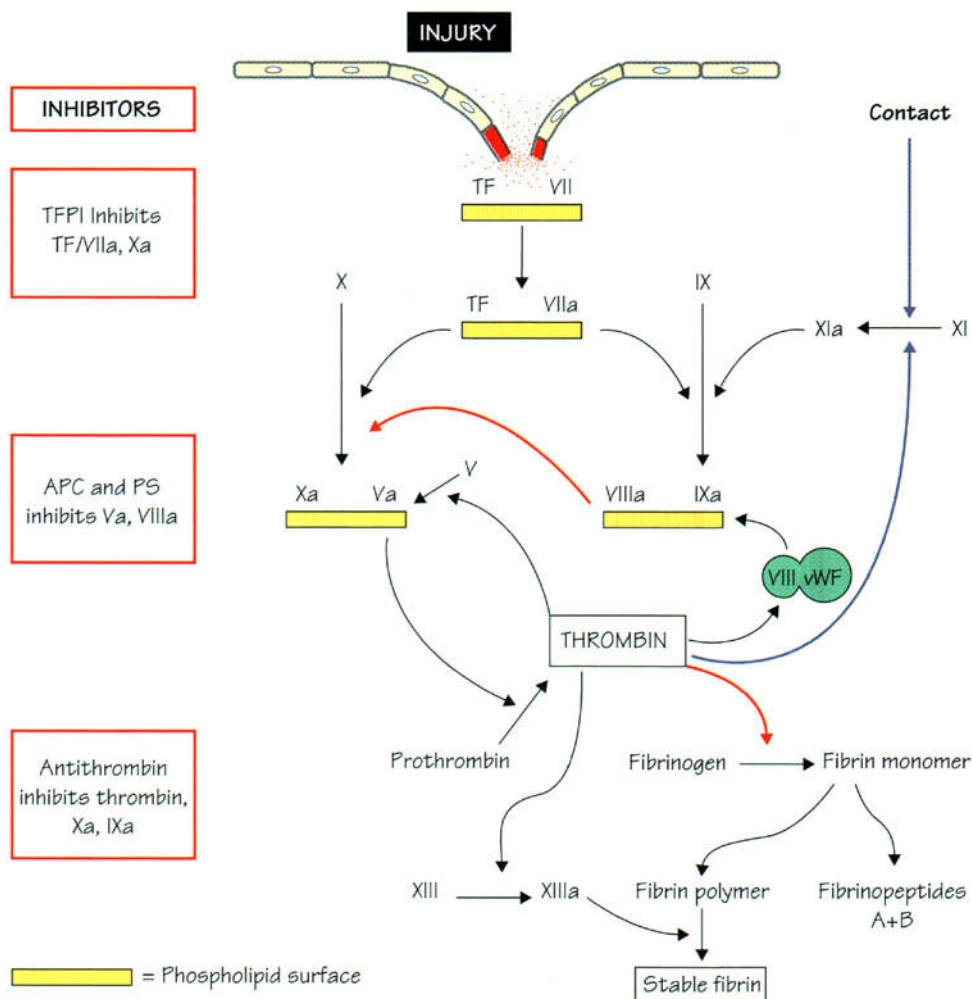 INJURY
INHIBITORS
Contact
TF VII
TFPI Inhibits
TF/VIIa, Xa
X
IX
TF VIIa
XIa
XI
APC and PS
inhibits Va, VIIIa
Xa Va
V
VIIIa IXa
VIII vWF
THROMBIN
Prothrombin
Fibrinogen
Fibrin monomer
Antithrombin
inhibits thrombin,
Xa, IXa
XIII
XIIIa
Fibrin polymer
Fibrinopeptides
A+B
= Phospholipid surface
Stable fibrin